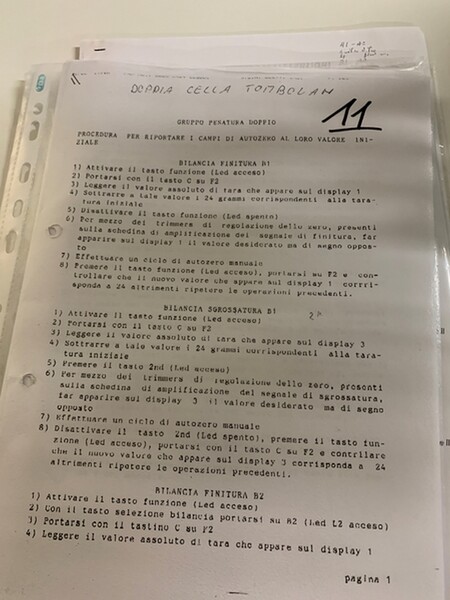 DOPPIA CELLA TOMBOLAN
11
GRUPPO PESATURA DOPPIO
PROCEDURA PER RIPORTARE I CAMPI DI AUTOZERO AL LORO VALORE INI-
ZIALE
BILANCIA FINITURA B1
1) Attivare il tasto funzione (Led acceso)
2) Portarsi con il tasto C su F2
3) Leggere il valore assoluto di tara che appare sul display 1
4) Sottrarre a tale valore i 24 grammi corrispondenti alla tara-
tura iniziale
5) Disattivare il tasto funzione (Led spento)
6) Per mezzo dei trimmers di regolazione dello zero, presenti
sulla schedina di amplificazione del segnale di finitura, far
apparire sul display 1 il valore desiderato ma di segno oppos-
to
7) Effettuare un ciclo di autozero manuale
8) Premere il tasto funzione (Led acceso), portarsi su F2 e con-
trollare che il nuovo valore che appare sul display 1 corri-
sponda a 24 altrimenti ripetere le operazioni precedenti.
BILANCIA SGROSSATURA B1
1) Attivare il tasto funzione (Led acceso)
2) Portarsi con il tasto C su F2
3) Leggere il valore assoluto di tara che appare sul display 3
4) Sottrarre a tale valore i 24 grammi corrispondenti alla tara-
tura iniziale
5) Premere il tasto 2nd (Led acceso)
6) Per mezzo dei trimmers di regolazione dello zero, presenti
sulla schedina di amplificazione del segnale di sgrossatura,
far apparire sul display 3 il valore desiderato ma di segno
opposto
7) Effettuare un ciclo di autozero manuale
8) Disattivare il tasto 2nd (Led spento), premere il tasto fun-
zione (Led acceso), portarsi con il tasto C su F2 e contrllare
che il nuovo valore che appare sul display 3 corrisponda a 24
altrimenti ripetere le operazioni precedenti.
BILANCIA FINITURA B2
1) Attivare il tasto funzione (Led acceso)
2) Con il tasto selezione bilancia portarsi su B2 (Led L2 acceso)
3) Portarsi con il tastino C su F2
4) Leggere il valore assoluto di tara che appare sul display 1
pagina 1